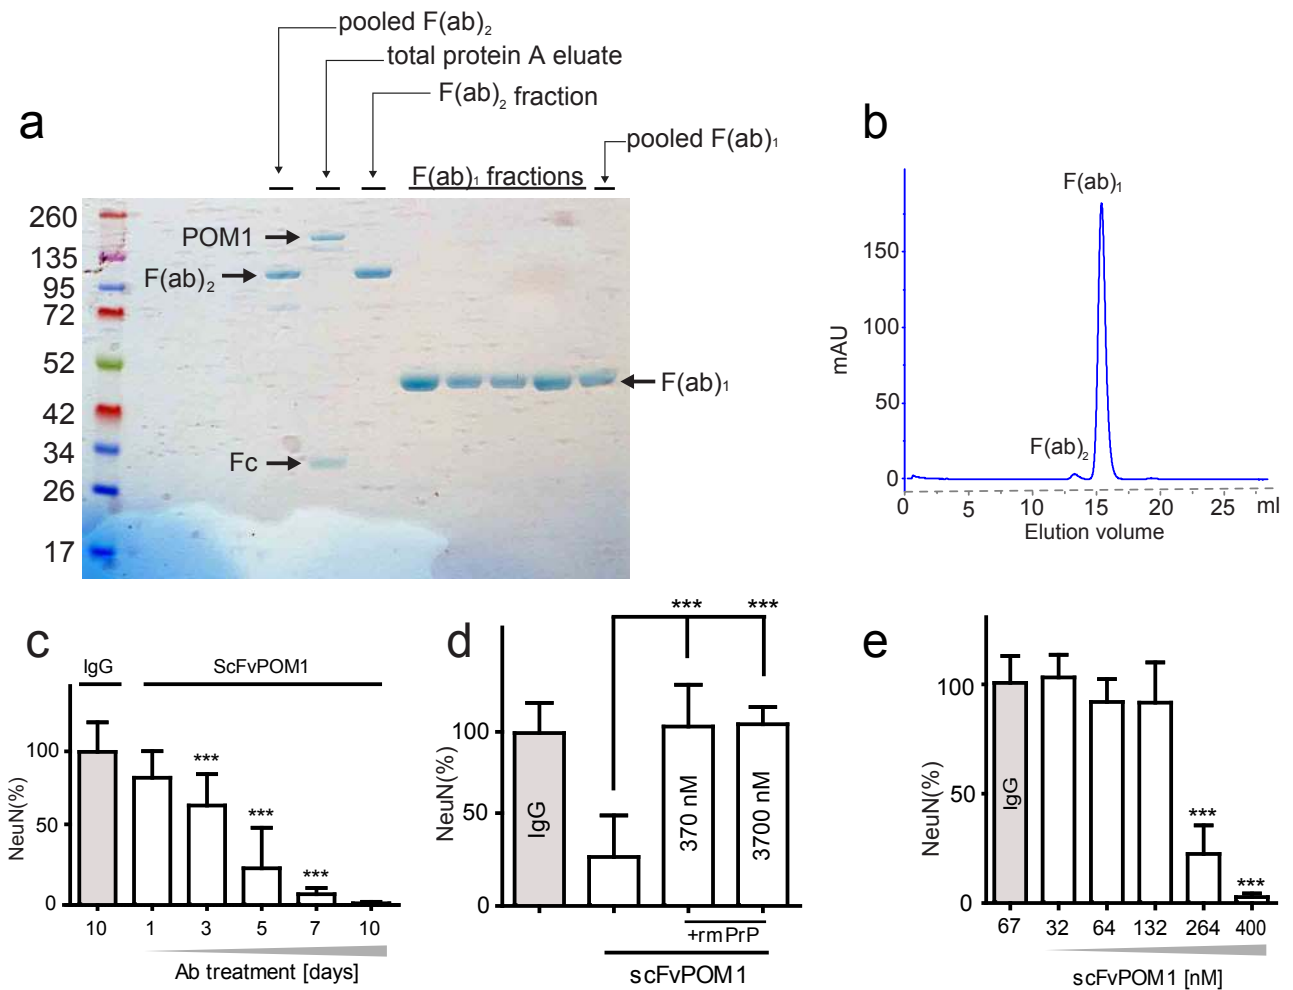 pooled F(ab)₂
total protein A eluate
F(ab)₂ fraction
a
pooled F(ab)₁
F(ab)₁ fractions
260
135
95
72
52
42
34
26
17
POM1
F(ab)₂
F(ab)₁
Fc
b
F(ab)₁
F(ab)₂
mAU
150
100
50
0
0 5 10 15 20 25 ml
Elution volume
c
IgG ScFvPOM1
NeuN(%)
100
50
0
***
***
***
10 1 3 5 7 10
Ab treatment [days]
d
*** ***
NeuN(%)
100
50
0
IgG
370 nM
3700 nM
+rmPrP
scFvPOM1
e
NeuN(%)
100
50
0
IgG
***
***
67 32 64 132 264 400
scFvPOM1 [nM]